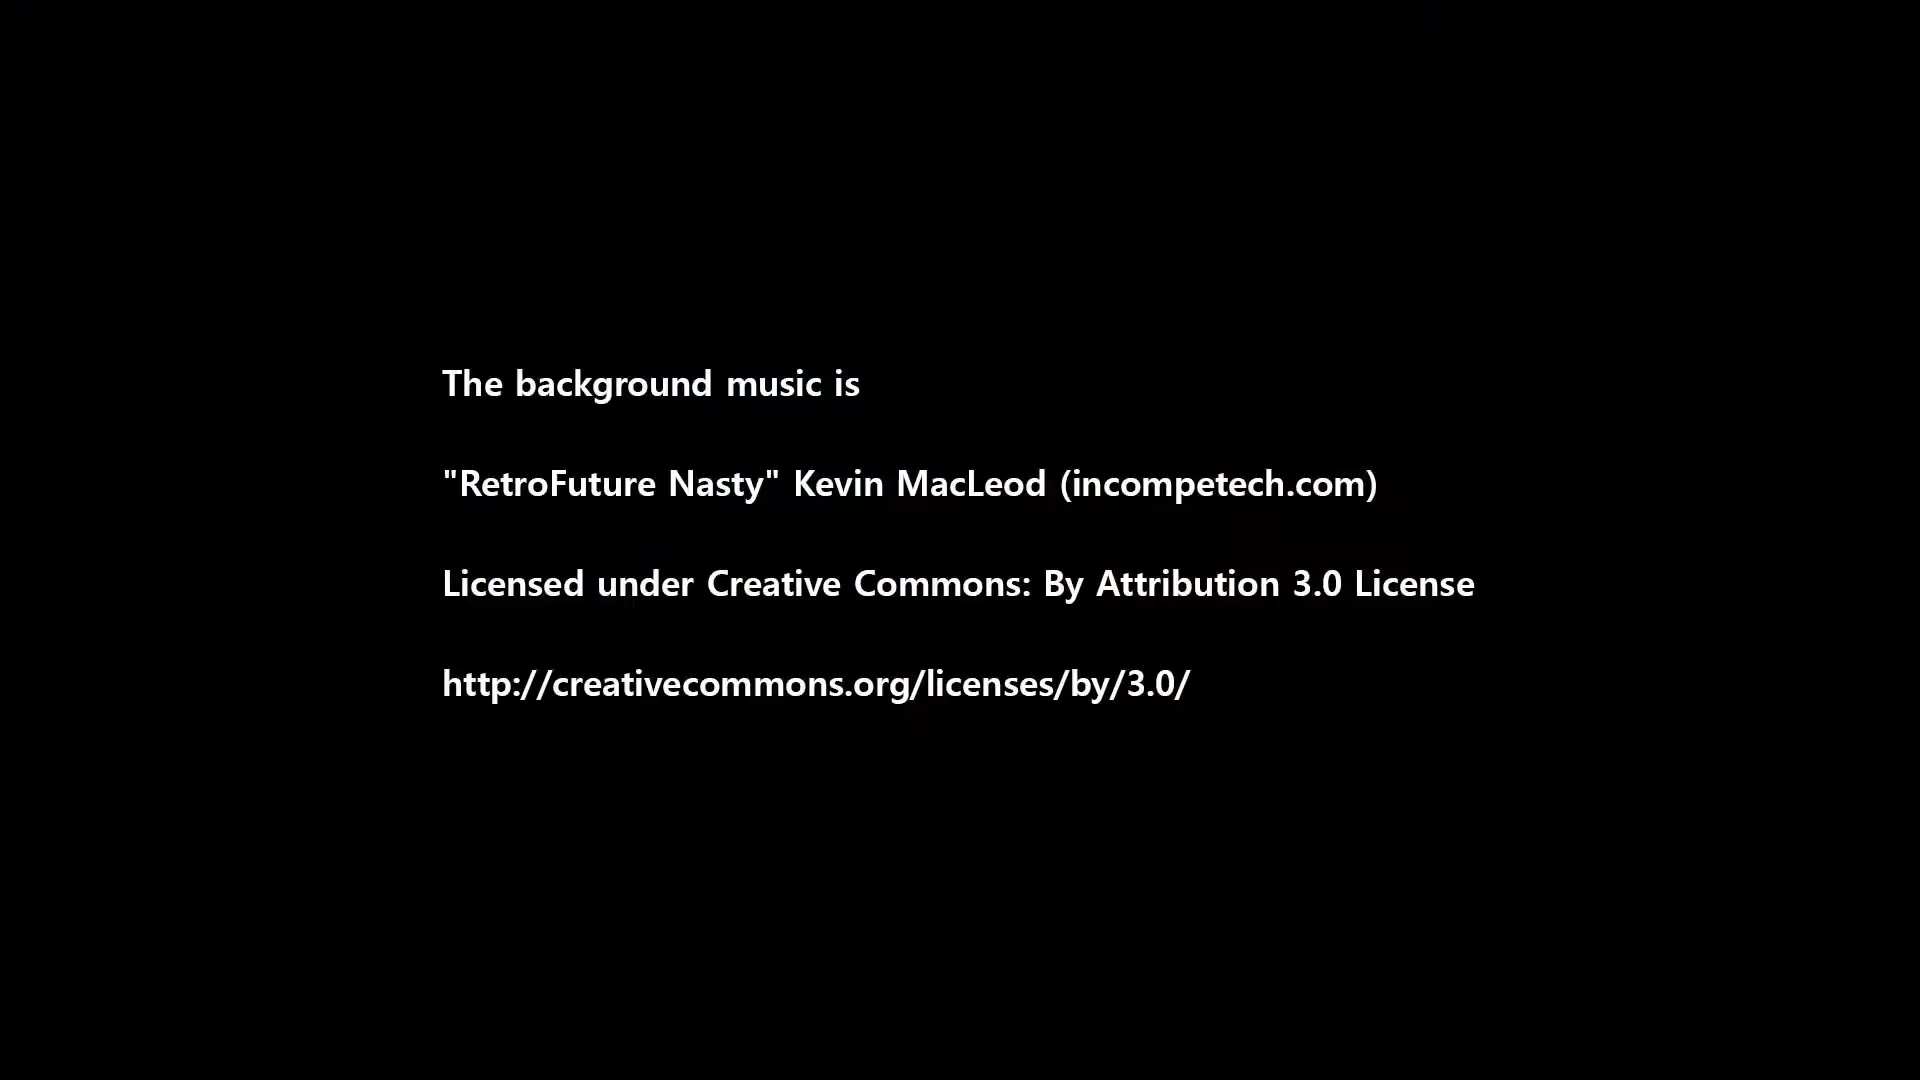 The background music is
"RetroFuture Nasty" Kevin MacLeod (incompetech.com)
Licensed under Creative Commons: By Attribution 3.0 License
http://creativecommons.org/licenses/by/3.0/